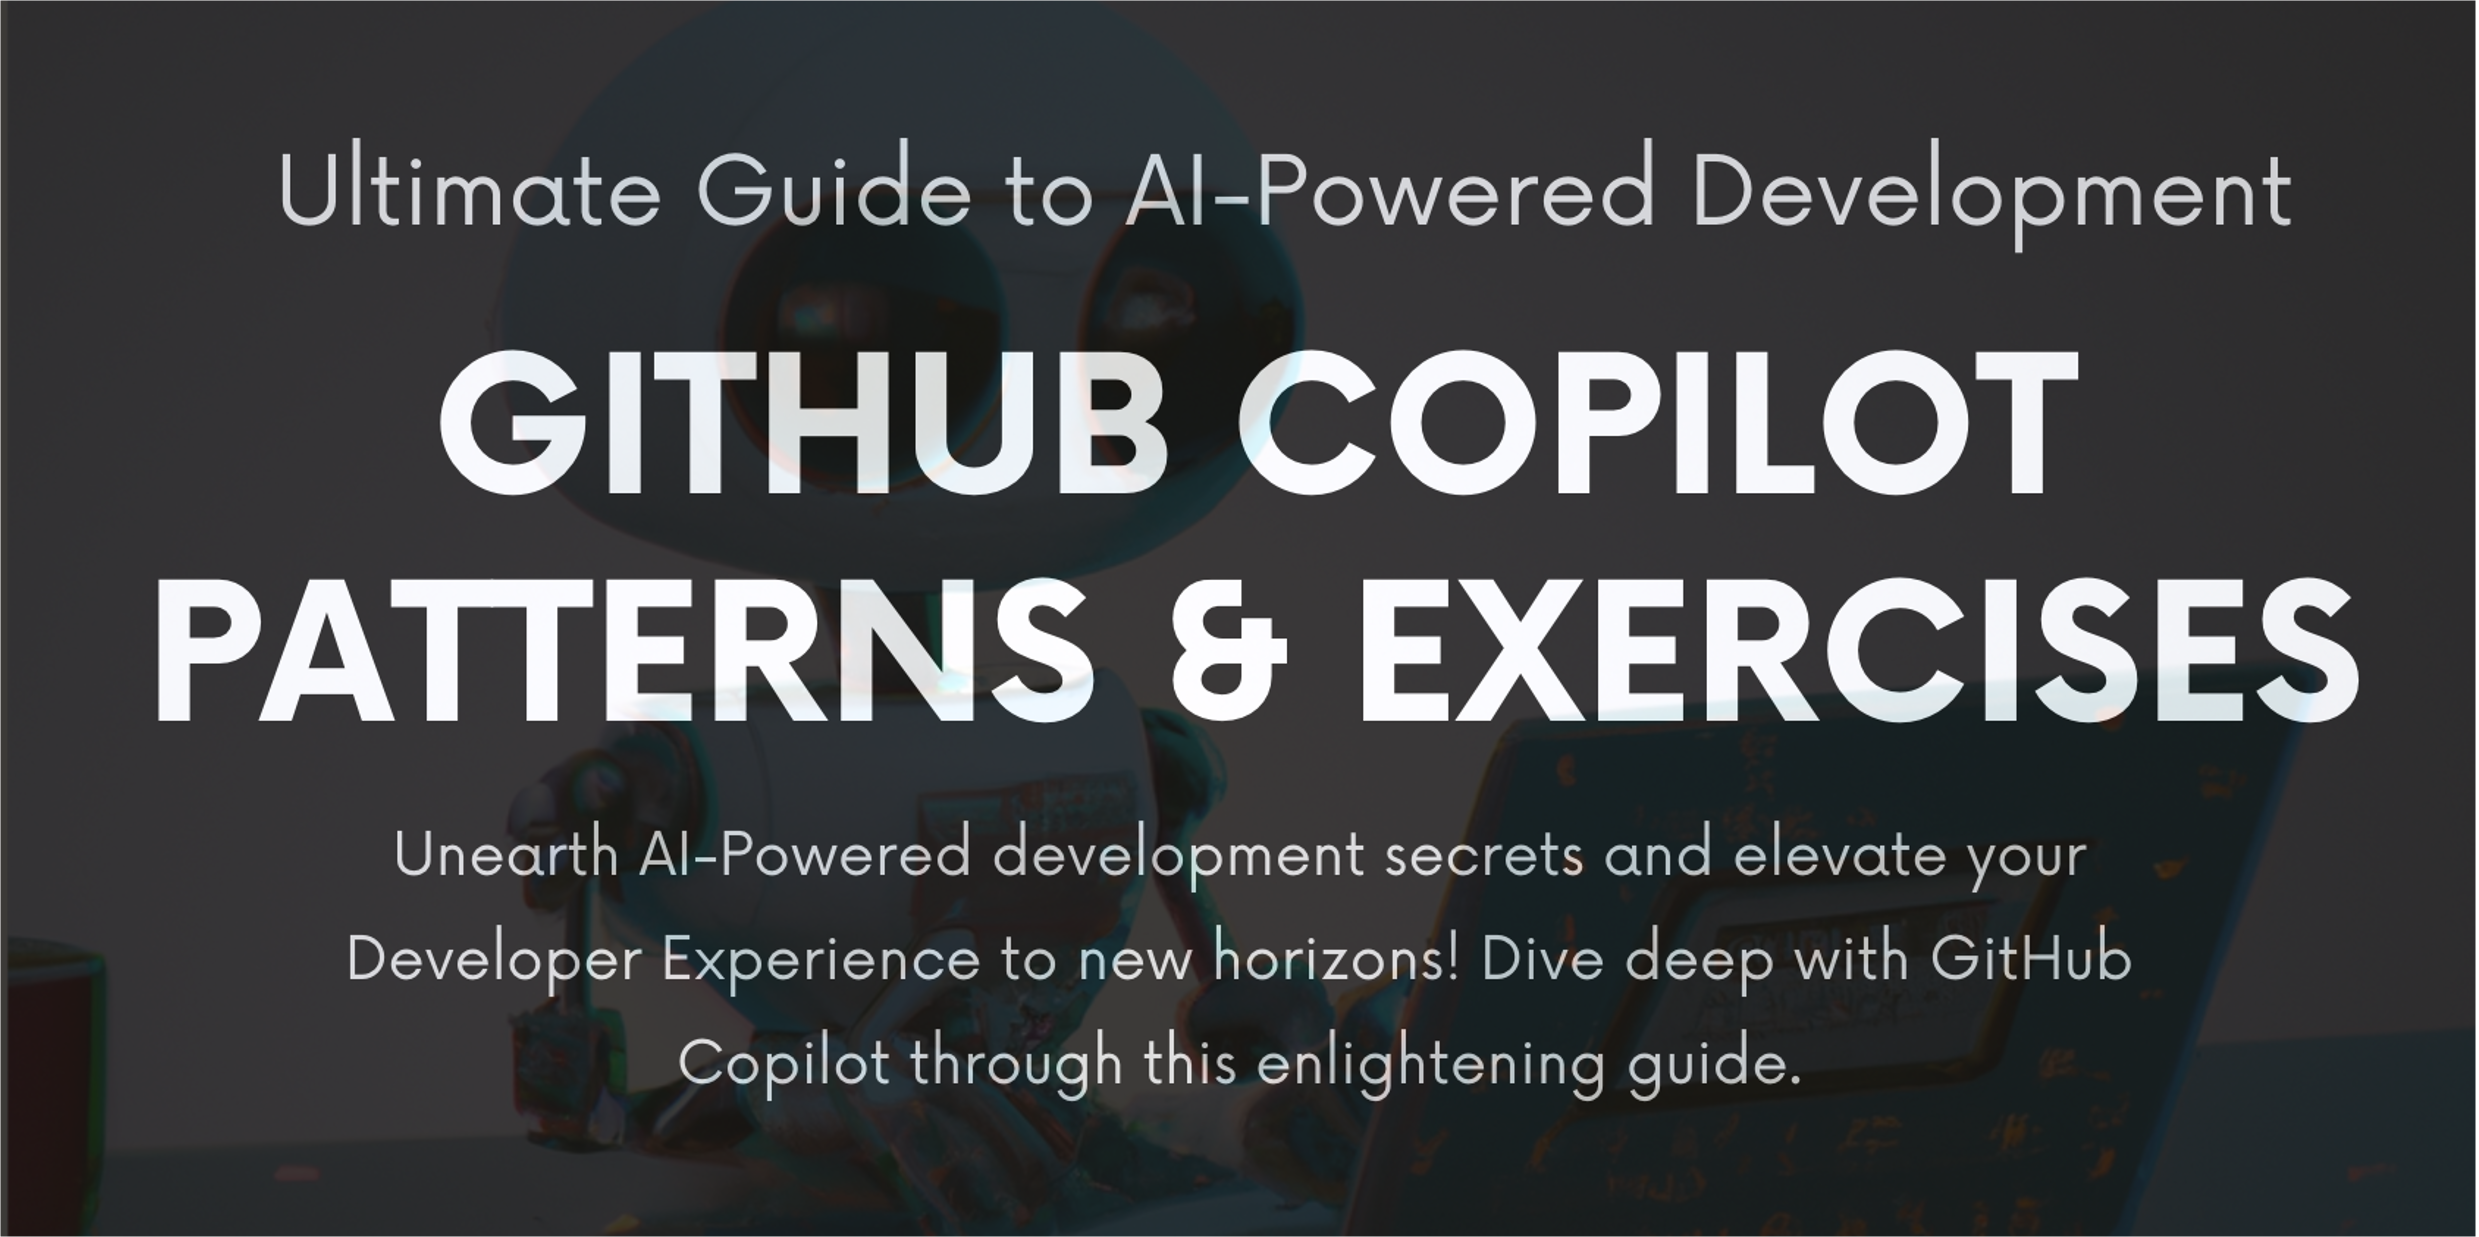 Ultimate Guide to AI-Powered Development
GITHUB COPILOT
PATTERNS & EXERCISES
Unearth AI-Powered development secrets and elevate your
Developer Experience to new horizons! Dive deep with GitHub
Copilot through this enlightening guide.